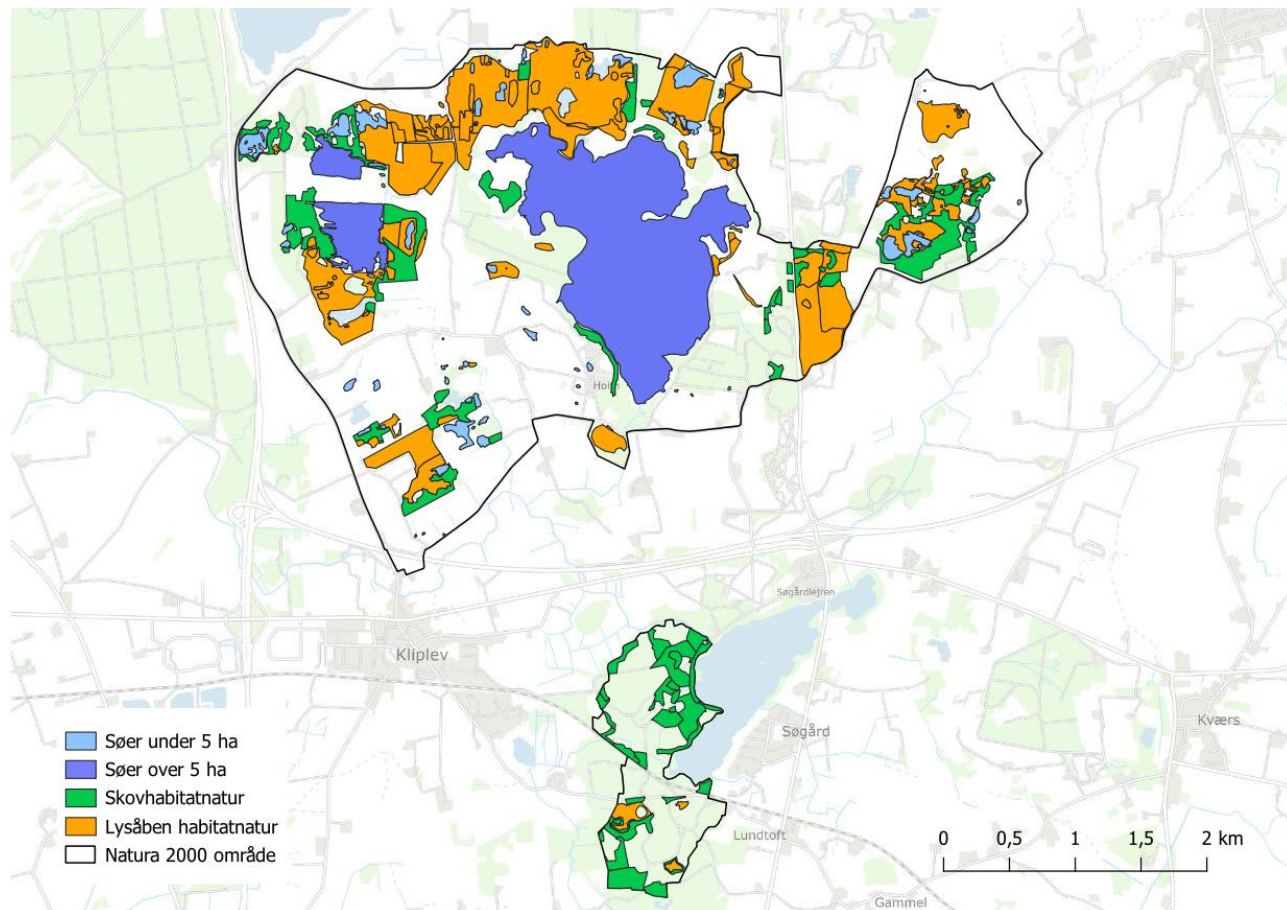 Holm
Søgårdlejren
Kliplev
Søgård
Kværs
Lundtoft
Gammel
Søer under 5 ha
Søer over 5 ha
Skovhabitatnatur
Lysåben habitatnatur
Natura 2000 område
0 0,5 1 1,5 2 km